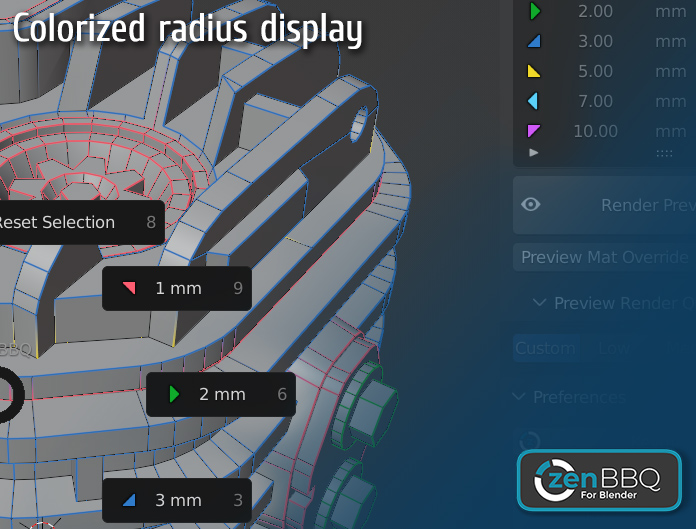 Colorized radius display
2.00 mm
3.00 mm
5.00 mm
7.00 mm
10.00 mm
Reset Selection 8
Render Prev
Preview Mat Override
1 mm 9
Preview Render O
BBQ
Custom Low
2 mm 6
Preferences
zen BBQ
For Blender
3 mm 3